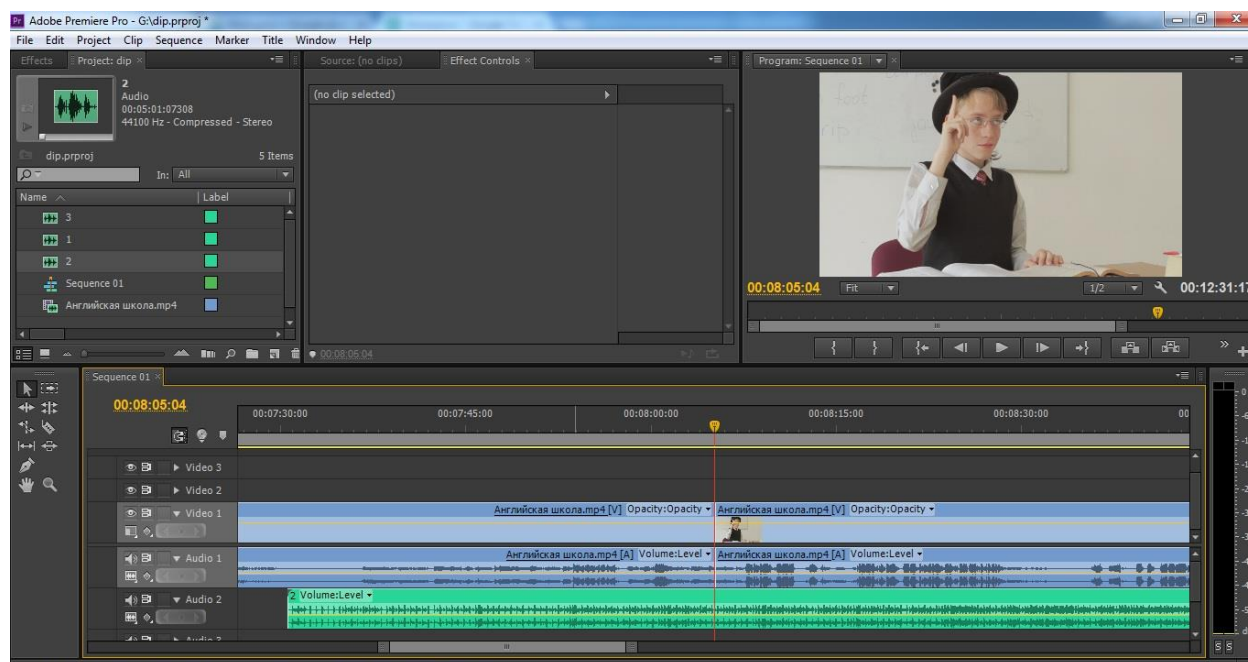 Adobe Premiere Pro - G:\dip.prproj *
File Edit Project Clip Sequence Marker Title Window Help
Effects Project: dip × Source: (no clips) Effect Controls × Program: Sequence 01
2
Audio
00:05:01:07308
44100 Hz - Compressed - Stereo
(no clip selected)
dip.prproj 5 Items
In: All
Name Label
3
1
2
Sequence 01
Английская школа.mp4
00:08:05:04
00:08:05:04 Fit 1/2 00:12:31:17
Sequence 01 ×
00:08:05:04
00:07:30:00 00:07:45:00 00:08:00:00 00:08:15:00 00:08:30:00 00
Video 3
Video 2
Video 1
Английская школа.mp4 [V] Opacity:Opacity Английская школа.mp4 [V] Opacity:Opacity
Audio 1
Английская школа.mp4 [A] Volume:Level Английская школа.mp4 [A] Volume:Level
Audio 2
2 Volume:Level
Audio 3
S S